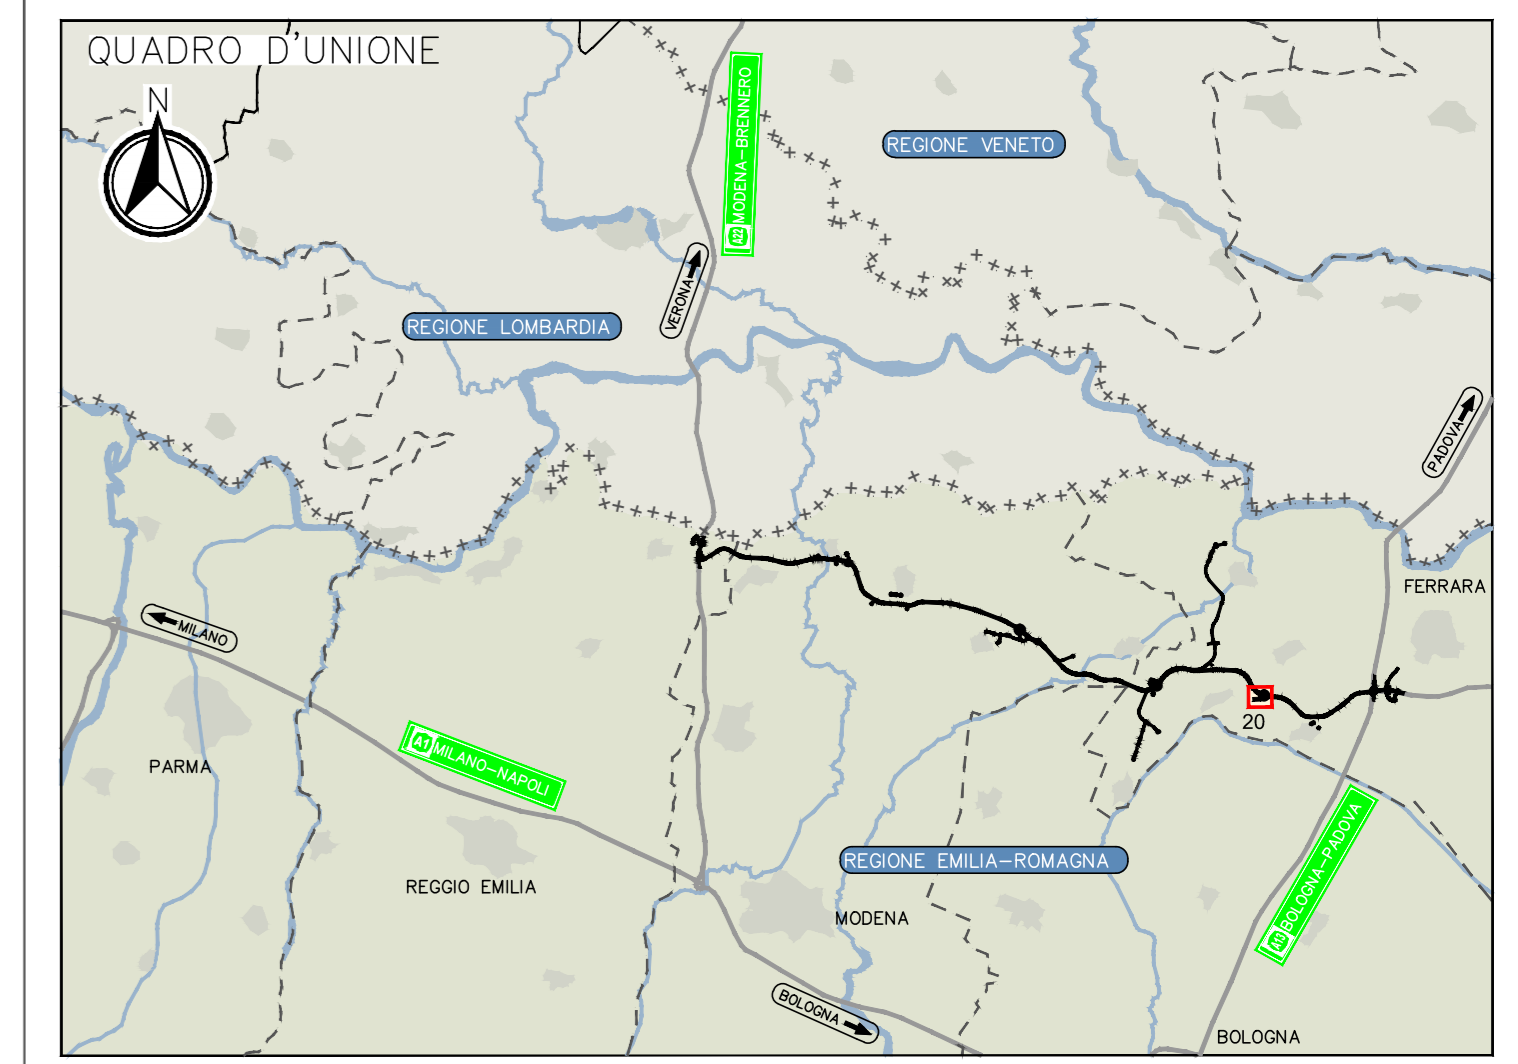 QUADRO D'UNIONE
N
A22 MODENA-BRENNERO
REGIONE VENETO
VERONA
REGIONE LOMBARDIA
PADOVA
FERRARA
MILANO
20
A1 MILANO-NAPOLI
PARMA
REGIONE EMILIA-ROMAGNA
A13 BOLOGNA-PADOVA
REGGIO EMILIA
MODENA
BOLOGNA
BOLOGNA